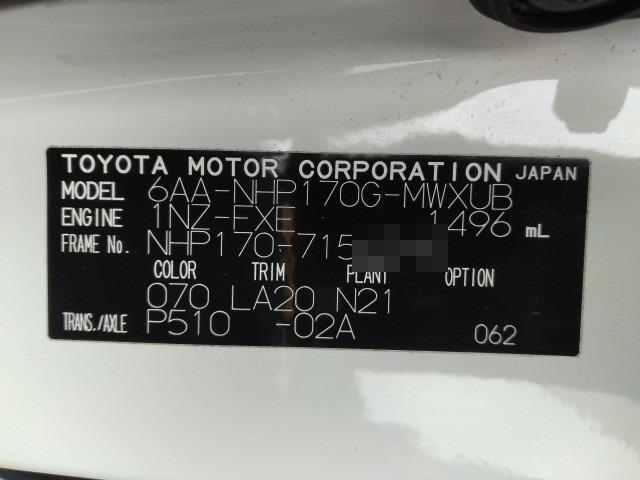 TOYOTA MOTOR CORPORATION JAPAN
MODEL 6AA-NHP170G-MWXUB
ENGINE 1NZ-FXE 1496 mL
FRAME No. NHP170-715
COLOR TRIM PLANT OPTION
070 LA20 N21
TRANS./AXLE P510 -02A 062